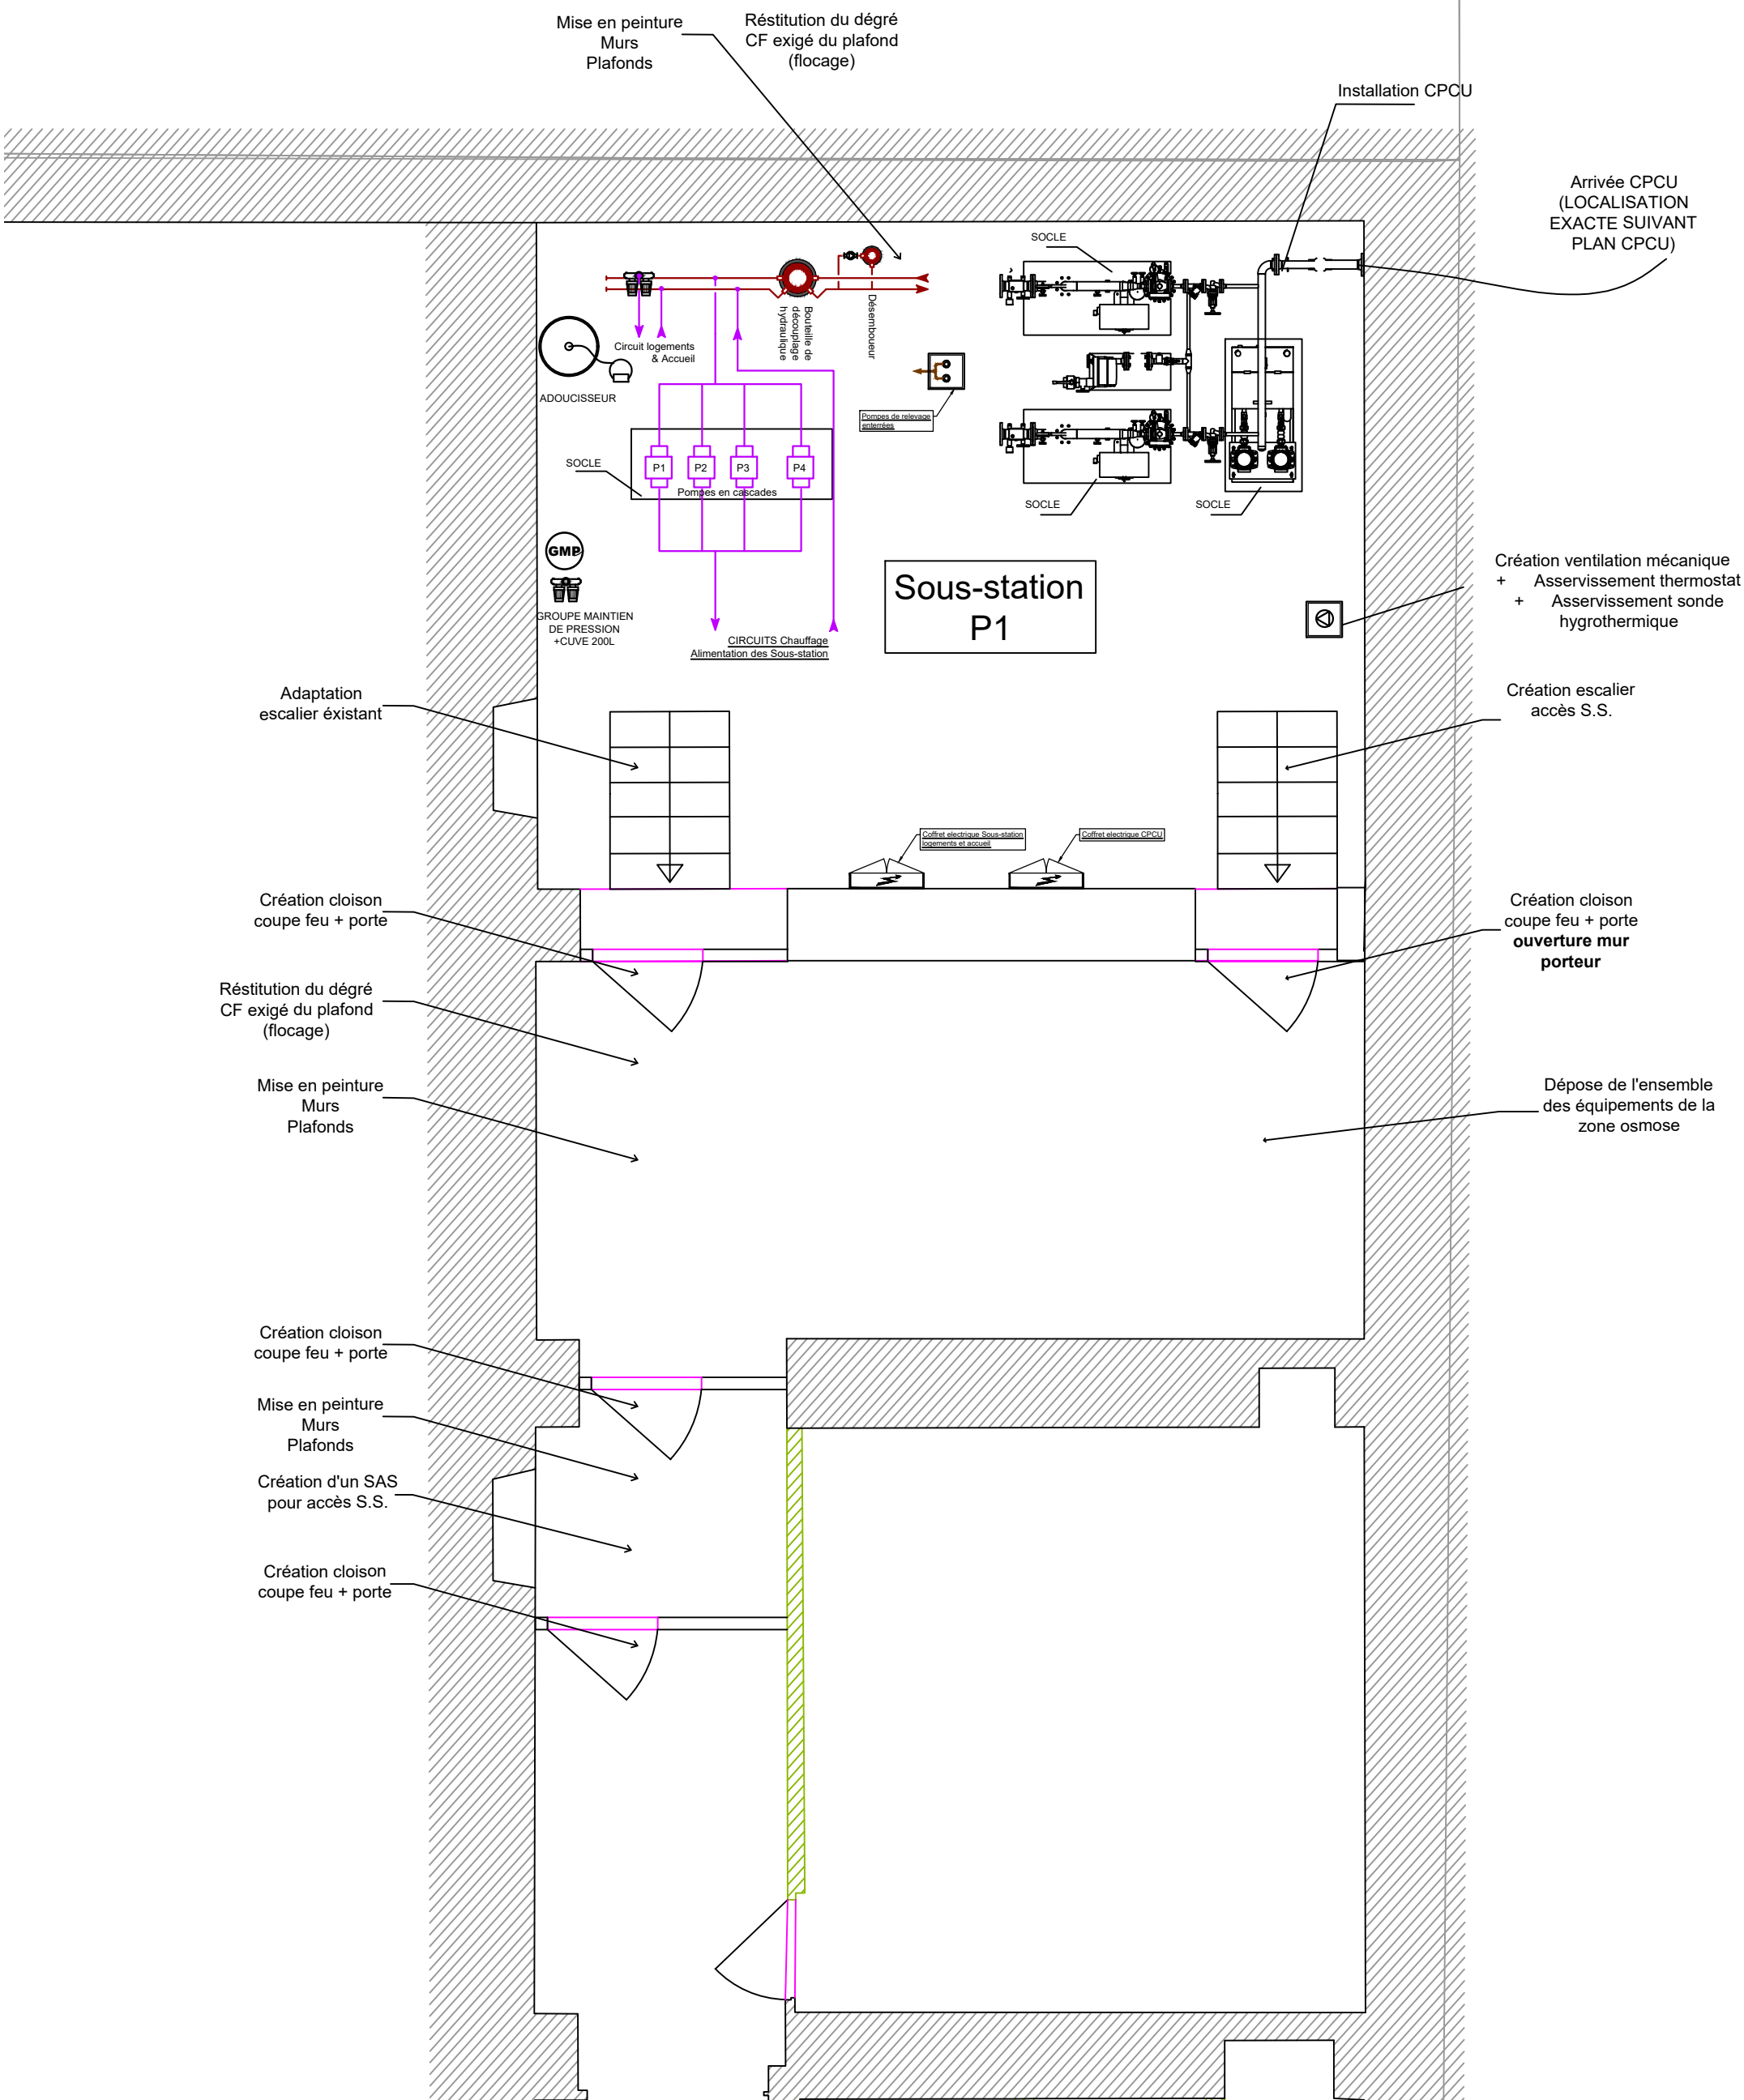 Mise en peinture
Murs
Plafonds
Réstitution du dégré
CF exigé du plafond
(flocage)
Installation CPCU
Arrivée CPCU
(LOCALISATION
EXACTE SUIVANT
PLAN CPCU)
SOCLE
Circuit logements
& Accueil
Bouteille de
découplage
hydraulique
Désemboueur
ADOUCISSEUR
Pompes de relevage
enterrées
SOCLE
P1
P2
P3
P4
Pompes en cascades
SOCLE
SOCLE
GMP
GROUPE MAINTIEN
DE PRESSION
+CUVE 200L
Sous-station
P1
CIRCUITS Chauffage
Alimentation des Sous-station
Création ventilation mécanique
+ Asservissement thermostat
+ Asservissement sonde
hygrothermique
Adaptation
escalier éxistant
Création escalier
accès S.S.
Coffret electrique Sous-station
logements et accueil
Coffret electrique CPCU
Création cloison
coupe feu + porte
Création cloison
coupe feu + porte
ouverture mur
porteur
Réstitution du dégré
CF exigé du plafond
(flocage)
Mise en peinture
Murs
Plafonds
Dépose de l'ensemble
des équipements de la
zone osmose
Création cloison
coupe feu + porte
Mise en peinture
Murs
Plafonds
Création d'un SAS
pour accès S.S.
Création cloison
coupe feu + porte